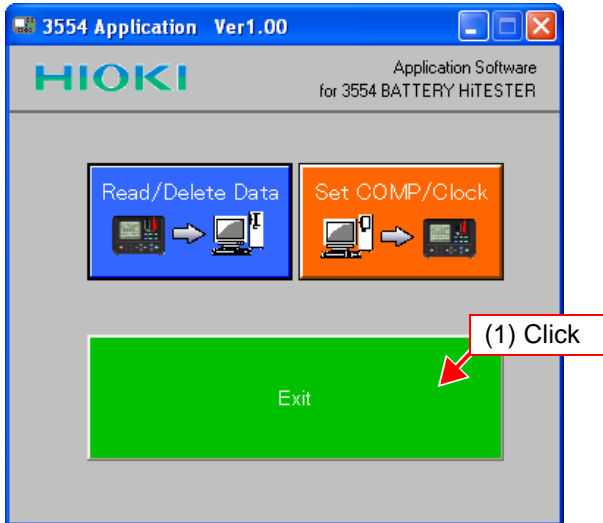 3554 Application Ver1.00
HIOKI
Application Software
for 3554 BATTERY HiTESTER
Read/Delete Data
Set COMP/Clock
(1) Click
Exit